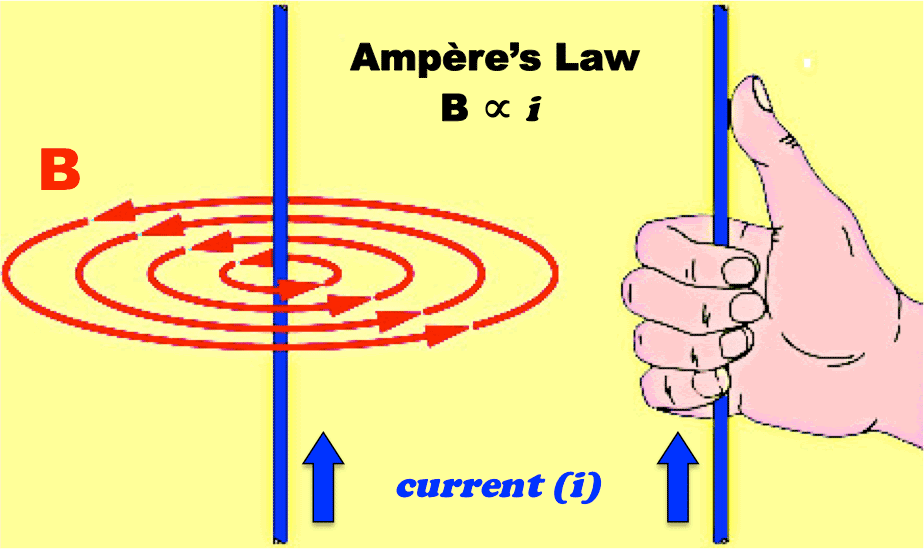 Ampère's Law
B ∝ i
B
current (i)